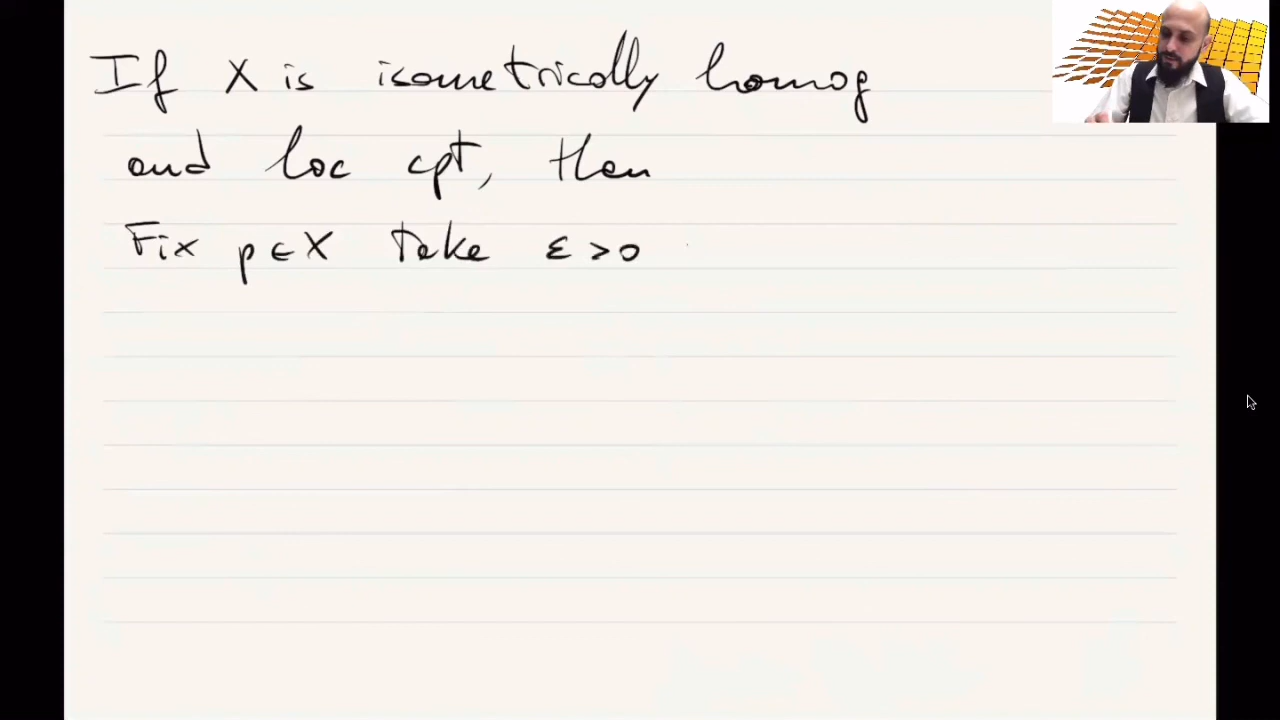 If X is isometrically homog
and loc cpt, then
Fix p ∈ X take ε > 0